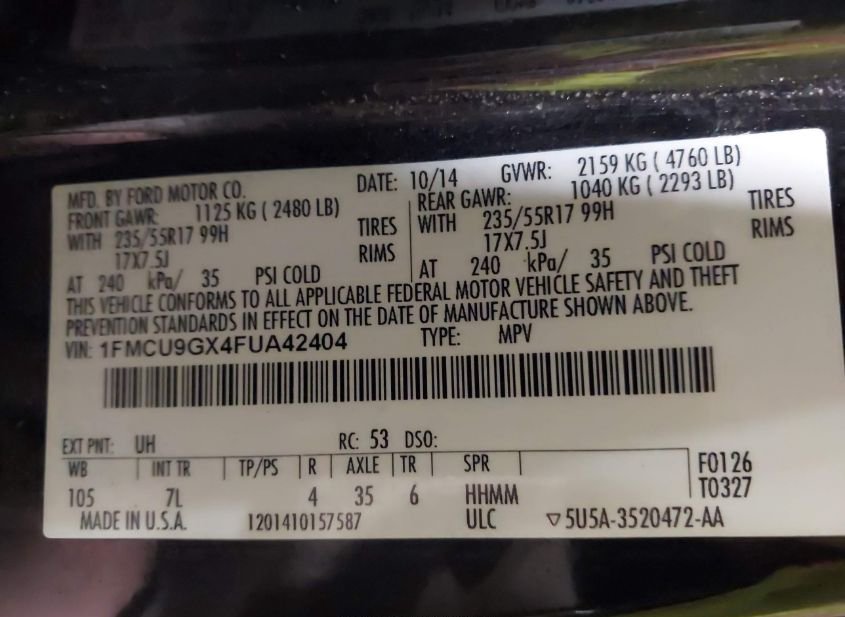 MFD. BY FORD MOTOR CO.
DATE: 10/14 GVWR: 2159 KG ( 4760 LB)
FRONT GAWR: 1125 KG ( 2480 LB)
WITH 235/55R17 99H TIRES
17X7.5J RIMS
AT 240 kPa/ 35 PSI COLD
REAR GAWR: 1040 KG ( 2293 LB)
WITH 235/55R17 99H TIRES
17X7.5J RIMS
AT 240 kPa/ 35 PSI COLD
THIS VEHICLE CONFORMS TO ALL APPLICABLE FEDERAL MOTOR VEHICLE SAFETY AND THEFT
PREVENTION STANDARDS IN EFFECT ON THE DATE OF MANUFACTURE SHOWN ABOVE.
VIN: 1FMCU9GX4FUA42404 TYPE: MPV
EXT PNT: UH RC: 53 DSO:
WB INT TR TP/PS R AXLE TR SPR
105 7L 4 35 6 HHMM
F0126
T0327
MADE IN U.S.A. 1201410157587 ULC ▽5U5A-3520472-AA